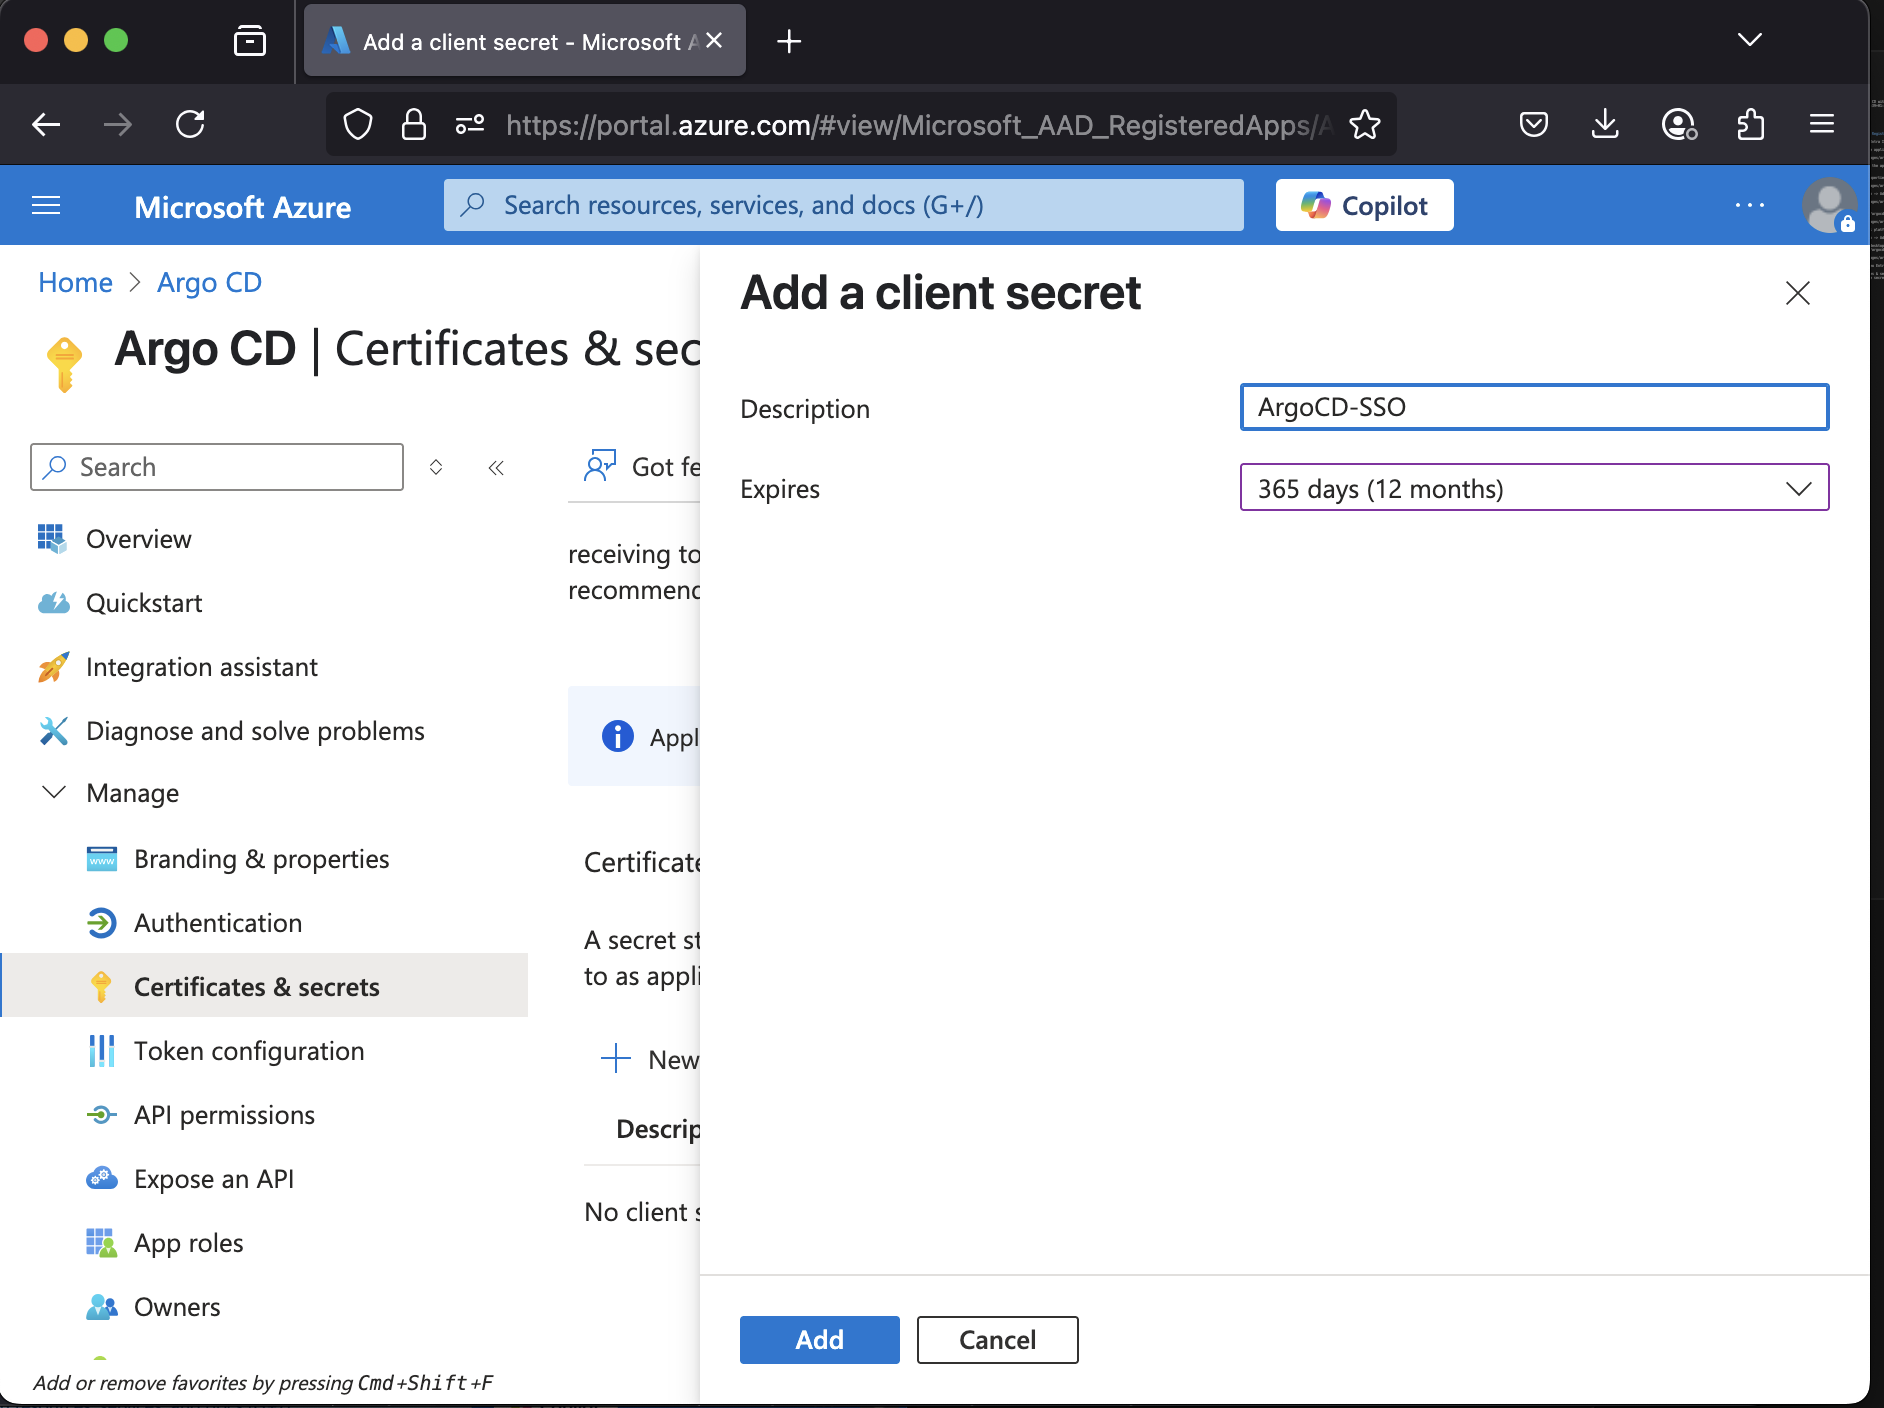 Add a client secret - Microsoft A
https://portal.azure.com/#view/Microsoft_AAD_RegisteredApps/A
Microsoft Azure
Search resources, services, and docs (G+/)
Copilot
Home > Argo CD
Argo CD | Certificates & sec
Search
Overview
Quickstart
Integration assistant
Diagnose and solve problems
Manage
Branding & properties
Authentication
Certificates & secrets
Token configuration
API permissions
Expose an API
App roles
Owners
Add or remove favorites by pressing Cmd+Shift+F
Got fe
receiving to
recommend
Appl
Certificate
A secret st
to as appli
New
Descrip
No client s
Add a client secret
Description
ArgoCD-SSO
Expires
365 days (12 months)
Add
Cancel